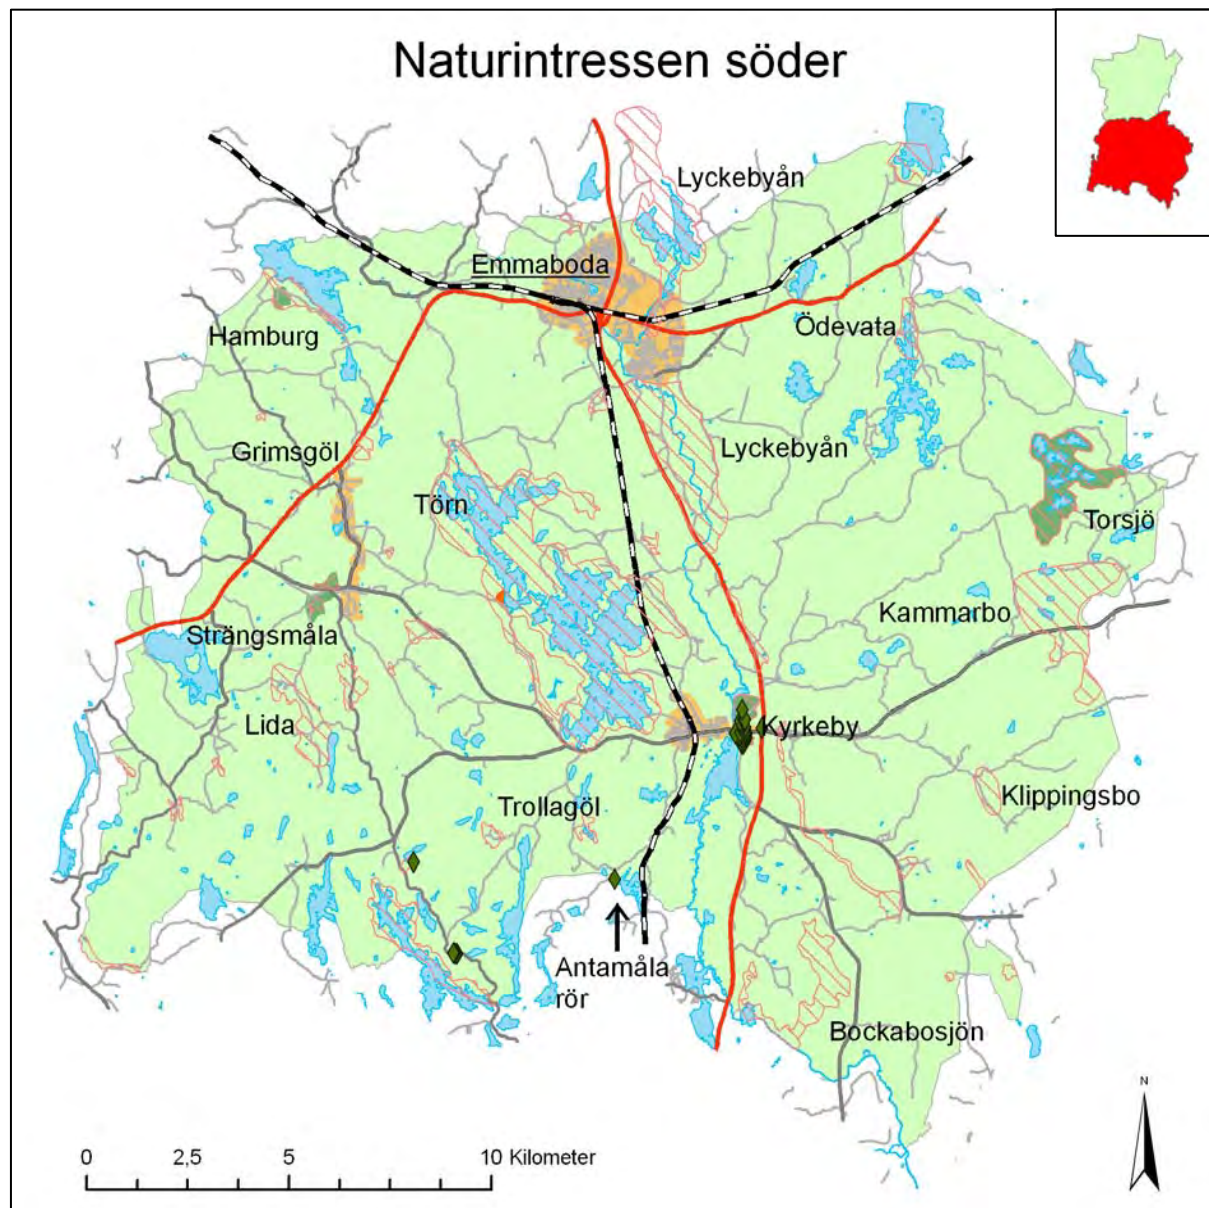 Naturintressen söder
Lyckebyån
Emmaboda
Hamburg
Ödevata
Grimsgöl
Lyckebyån
Törn
Torsjö
Kammarbo
Strängsmåla
Lida
Kyrkeby
Trollagöl
Klippingsbo
Antamåla
rör
Bockabosjön
N
0 2,5 5 10 Kilometer